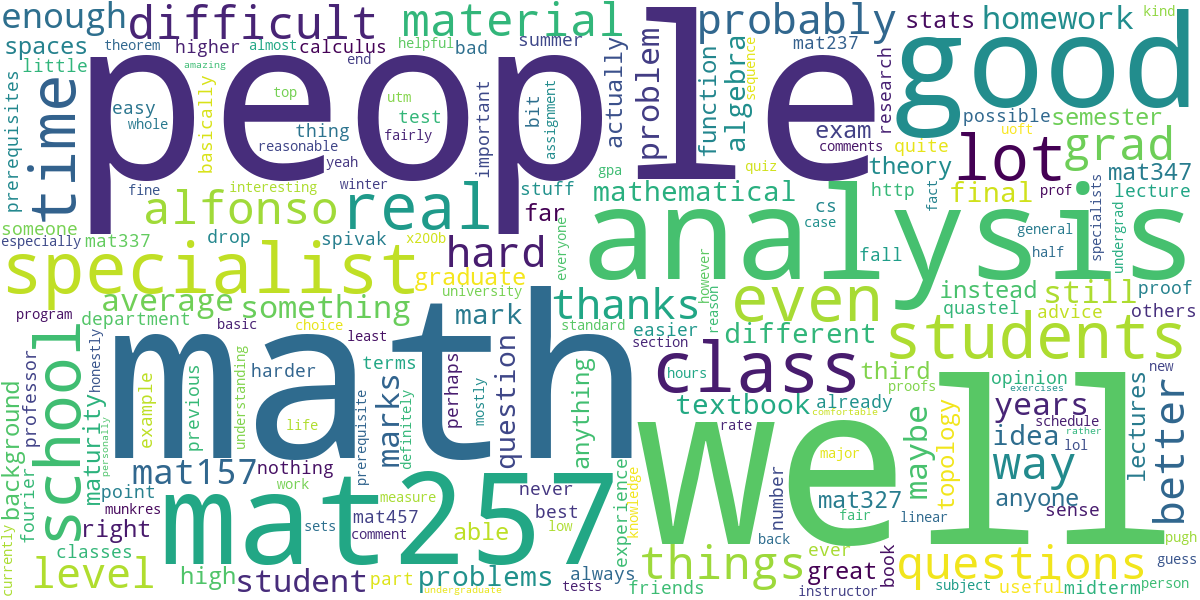 enough
difficult
material
probably
stats
homework
kind
spaces
theorem
higher
almost
calculus
helpful
bad
summer
mat237
little
amazing
end
people
good
prerequisites
time
easy
whole
basically
top
thing
reasonable
yeah
utm
test
fairly
important
bit
assignment
actually
problem
function
algebra
sequence
exam
comments
research
possible
semester
uoft
quite
lot
grad
fine
interesting
winter
stuff
gpa
quiz
theory
mat347
someone
alfonso
real
far
mathematical
cs
case
http
fact
final
prof
lecture
especially
mat337
drop
spivak
x200b
hard
everyone
analysis
fall
general
half
specialists
undergrad
specialist
graduate
university
however
reason
instead
quastel
still
advice
proof
others
program
average
something
department
basic
choice
least
mark
thanks
standard
easier
section
even
different
students
school
professor
honestly
harder
terms
perhaps
mostly
question
class
hours
third
proofs
opinion
exercises
new
background
maturity
personally
example
previous
understanding
life
math
prerequisite
marks
definitely
anything
textbook
already
comfortable
rate
well
maybe
topology
years
schedule
rather
lol
idea
way
lectures
better
fourier
mat157
nothing
work
point
munkres
right
classes
currently
level
high
student
mat257
sets
measure
mat457
comment
part
undergraduate
able
problems
never
best
low
always
tests
experience
knowledge
things
friends
number
back
major
mat327
fair
linear
ever
great
instructor
book
questions
anyone
sense
pugh
guess
subject
useful
midterm
person